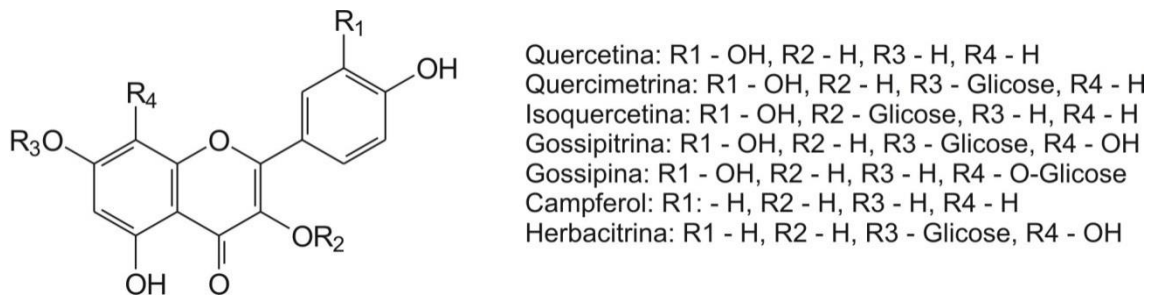 R1
OH
R4
R3O
O
OR2
OH
O
Quercetina: R1 - OH, R2 - H, R3 - H, R4 - H
Quercimetrina: R1 - OH, R2 - H, R3 - Glicose, R4 - H
Isoquercetina: R1 - OH, R2 - Glicose, R3 - H, R4 - H
Gossipitrina: R1 - OH, R2 - H, R3 - Glicose, R4 - OH
Gossipina: R1 - OH, R2 - H, R3 - H, R4 - O-Glicose
Campferol: R1: - H, R2 - H, R3 - H, R4 - H
Herbacitrina: R1 - H, R2 - H, R3 - Glicose, R4 - OH